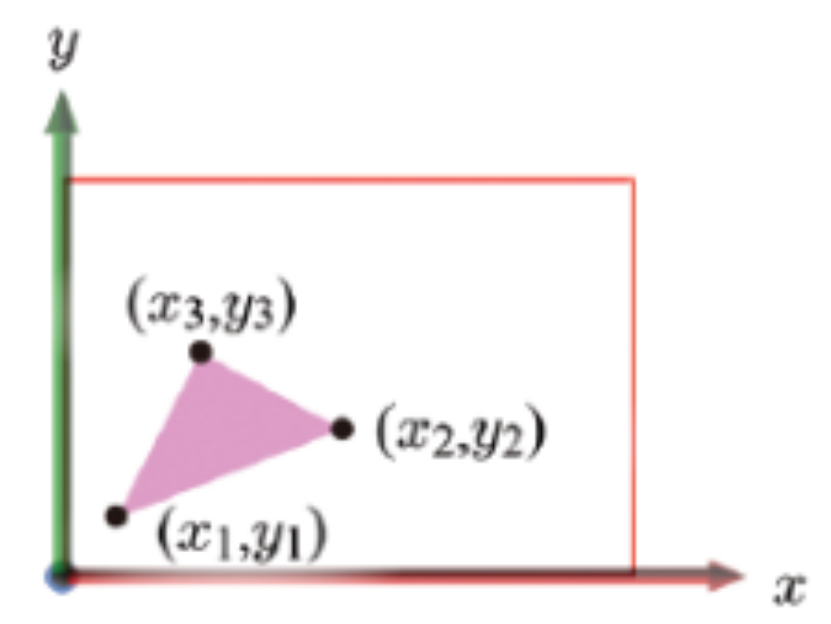 y
(x₃,y₃)
(x₂,y₂)
(x₁,y₁)
x